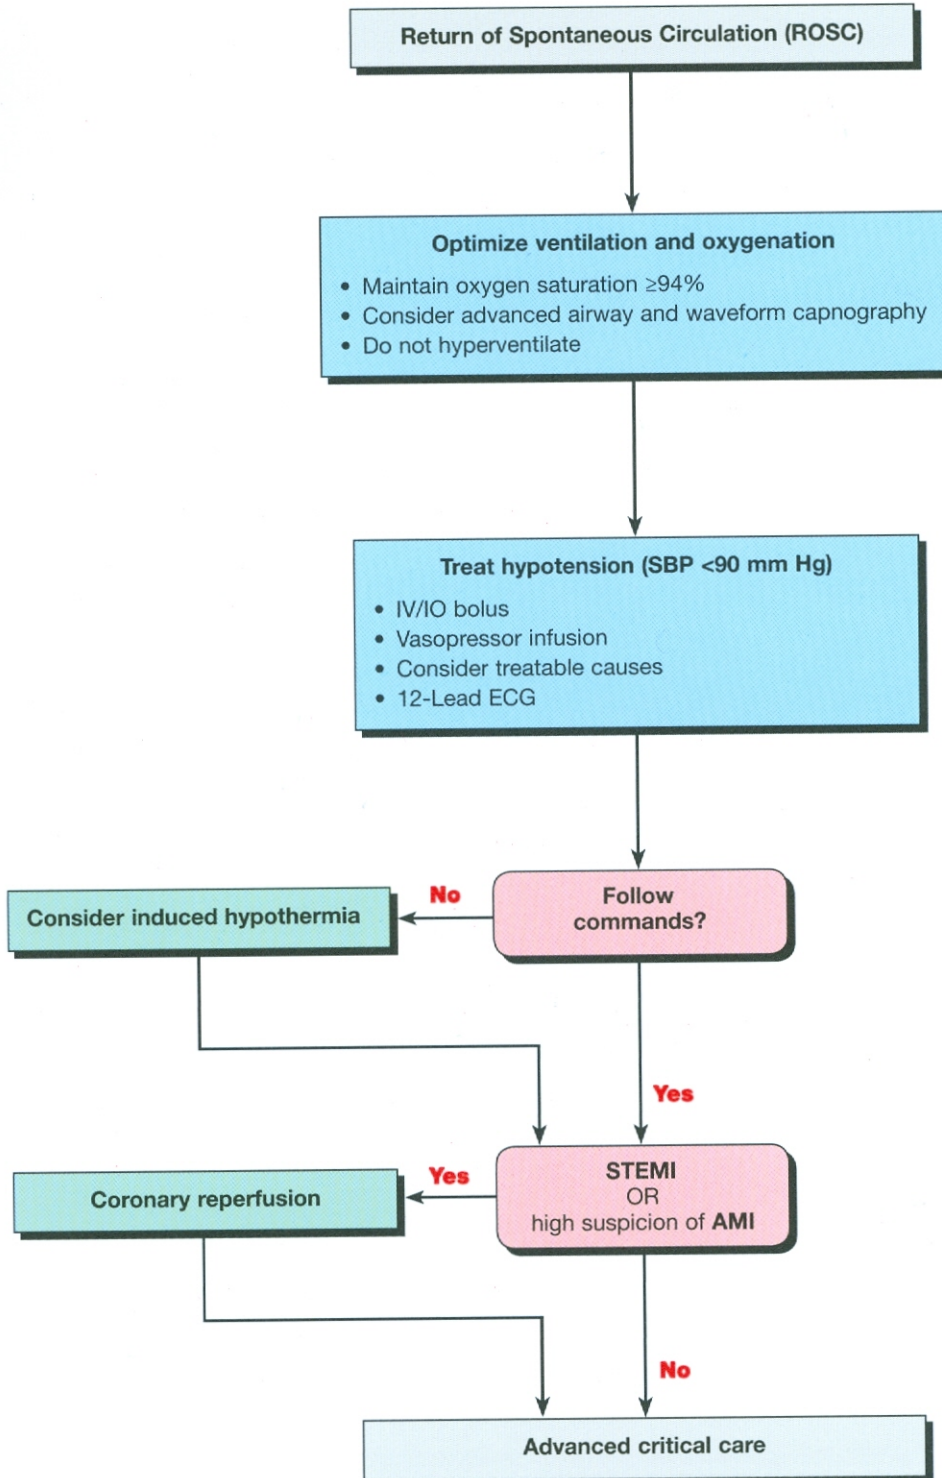 Return of Spontaneous Circulation (ROSC)
Optimize ventilation and oxygenation
• Maintain oxygen saturation ≥94%
• Consider advanced airway and waveform capnography
• Do not hyperventilate
Treat hypotension (SBP <90 mm Hg)
• IV/IO bolus
• Vasopressor infusion
• Consider treatable causes
• 12-Lead ECG
Follow
commands?
No
Consider induced hypothermia
Yes
STEMI
OR
high suspicion of AMI
Yes
Coronary reperfusion
No
Advanced critical care